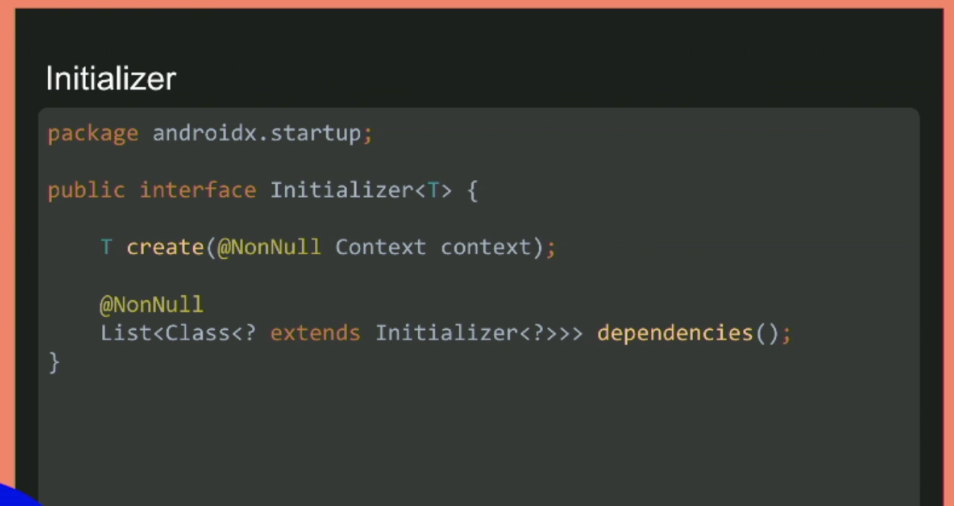 Initializer
package androidx.startup;
public interface Initializer<T> {
T create(@NonNull Context context);
@NonNull
List<Class<? extends Initializer<?>>> dependencies();
}